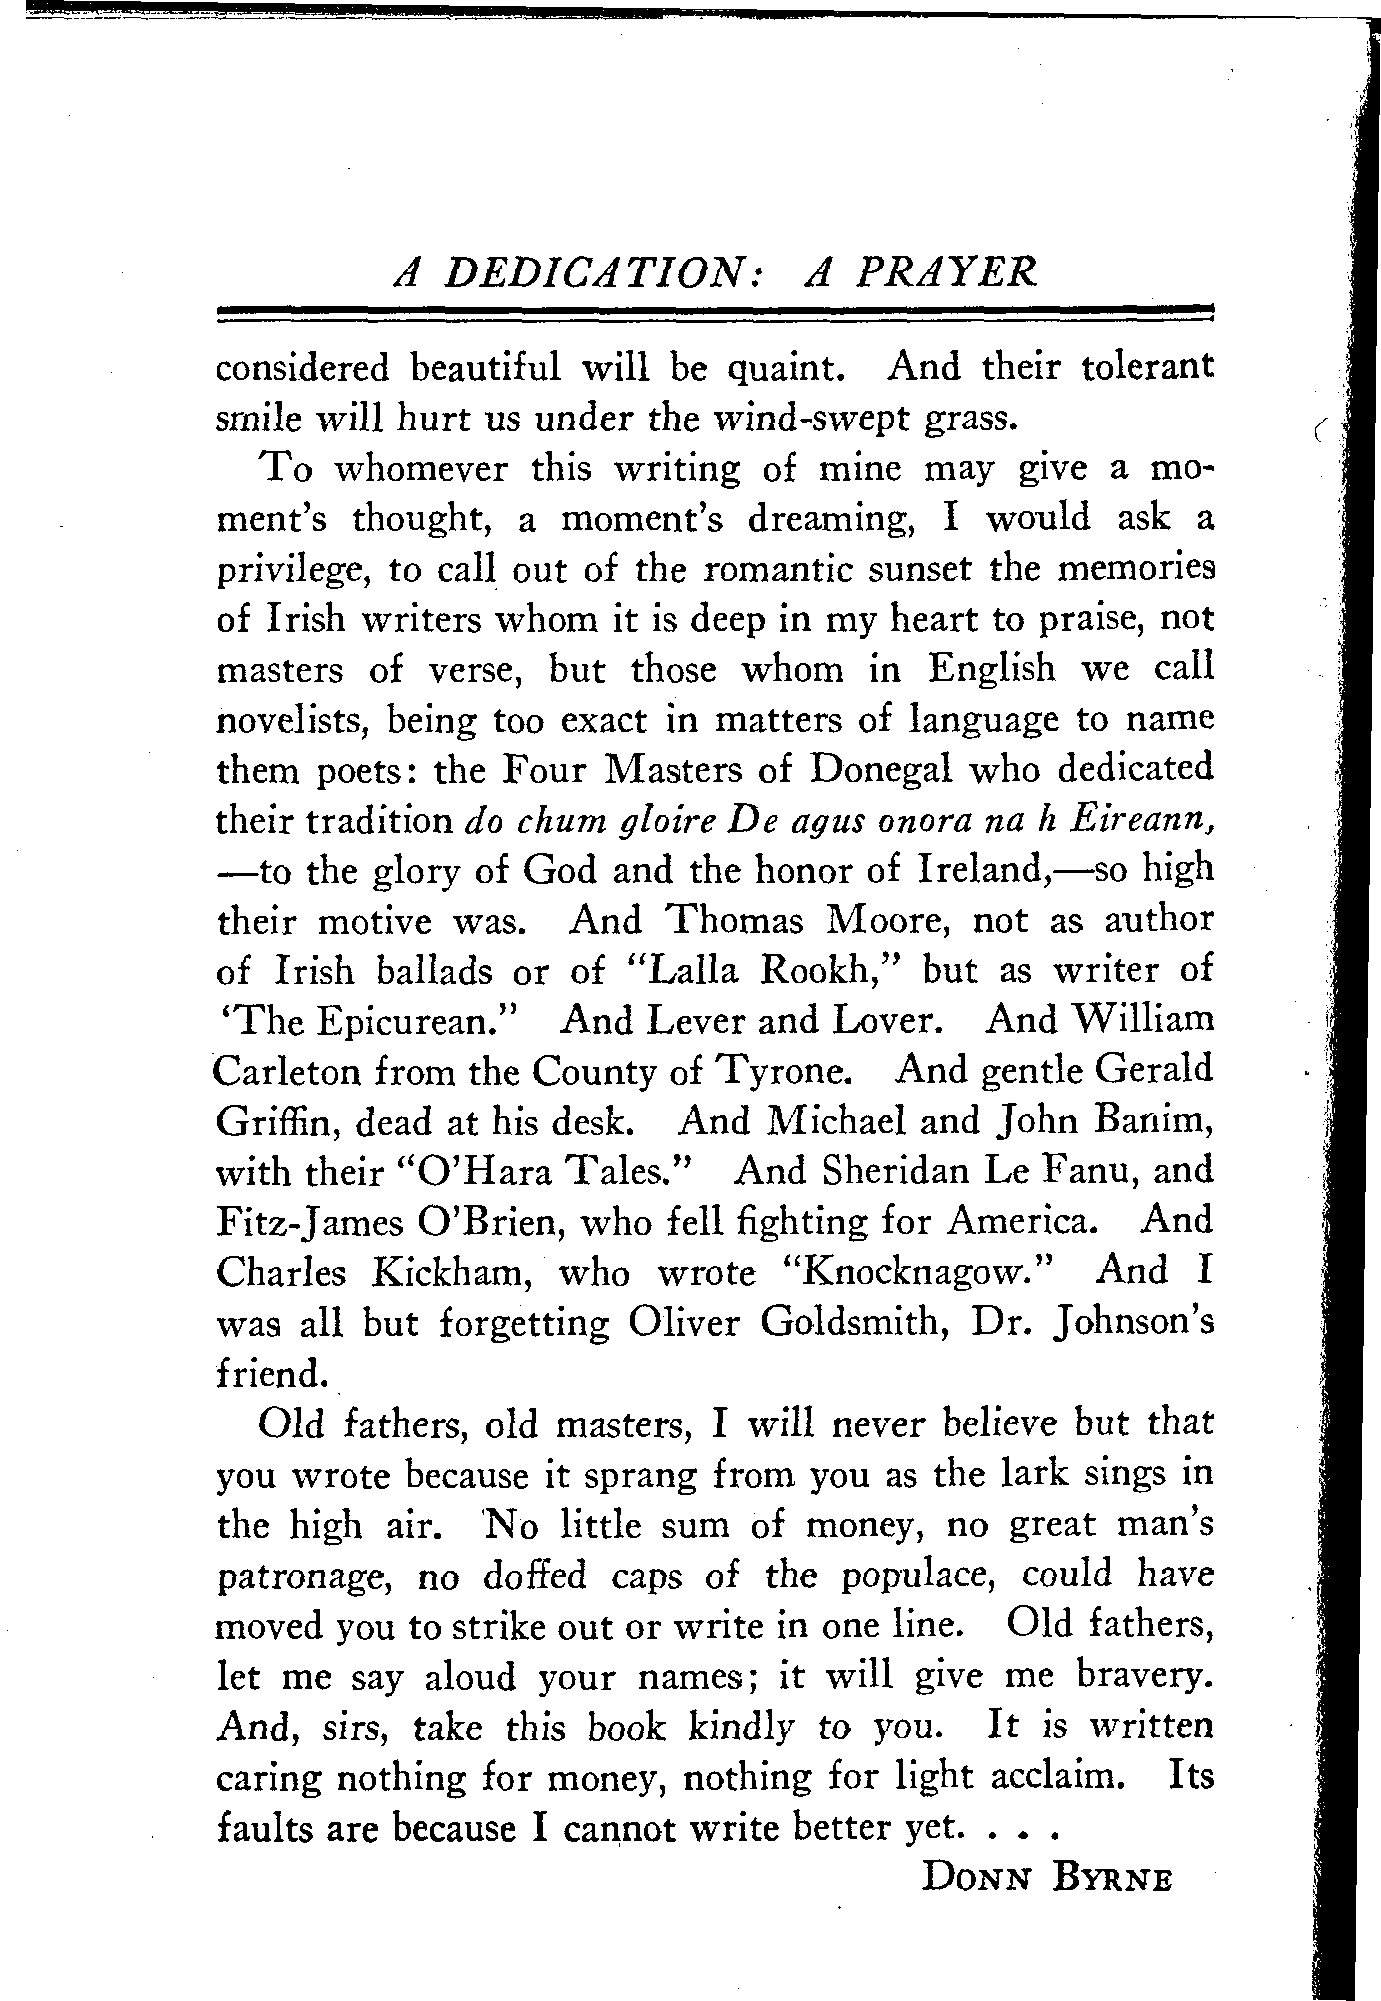 A DEDICATION: A PRAYER
considered beautiful will be quaint. And their tolerant
smile will hurt us under the wind-swept grass.
To whomever this writing of mine may give a mo-
ment's thought, a moment's dreaming, I would ask a
privilege, to call out of the romantic sunset the memories
of Irish writers whom it is deep in my heart to praise, not
masters of verse, but those whom in English we call
novelists, being too exact in matters of language to name
them poets: the Four Masters of Donegal who dedicated
their tradition do chum gloire De agus onora na h Eireann,
—to the glory of God and the honor of Ireland,—so high
their motive was. And Thomas Moore, not as author
of Irish ballads or of "Lalla Rookh," but as writer of
'The Epicurean." And Lever and Lover. And William
Carleton from the County of Tyrone. And gentle Gerald
Griffin, dead at his desk. And Michael and John Banim,
with their "O'Hara Tales." And Sheridan Le Fanu, and
Fitz-James O'Brien, who fell fighting for America. And
Charles Kickham, who wrote "Knocknagow." And I
was all but forgetting Oliver Goldsmith, Dr. Johnson's
friend.
Old fathers, old masters, I will never believe but that
you wrote because it sprang from you as the lark sings in
the high air. No little sum of money, no great man's
patronage, no doffed caps of the populace, could have
moved you to strike out or write in one line. Old fathers,
let me say aloud your names; it will give me bravery.
And, sirs, take this book kindly to you. It is written
caring nothing for money, nothing for light acclaim. Its
faults are because I cannot write better yet. . . .
DONN BYRNE